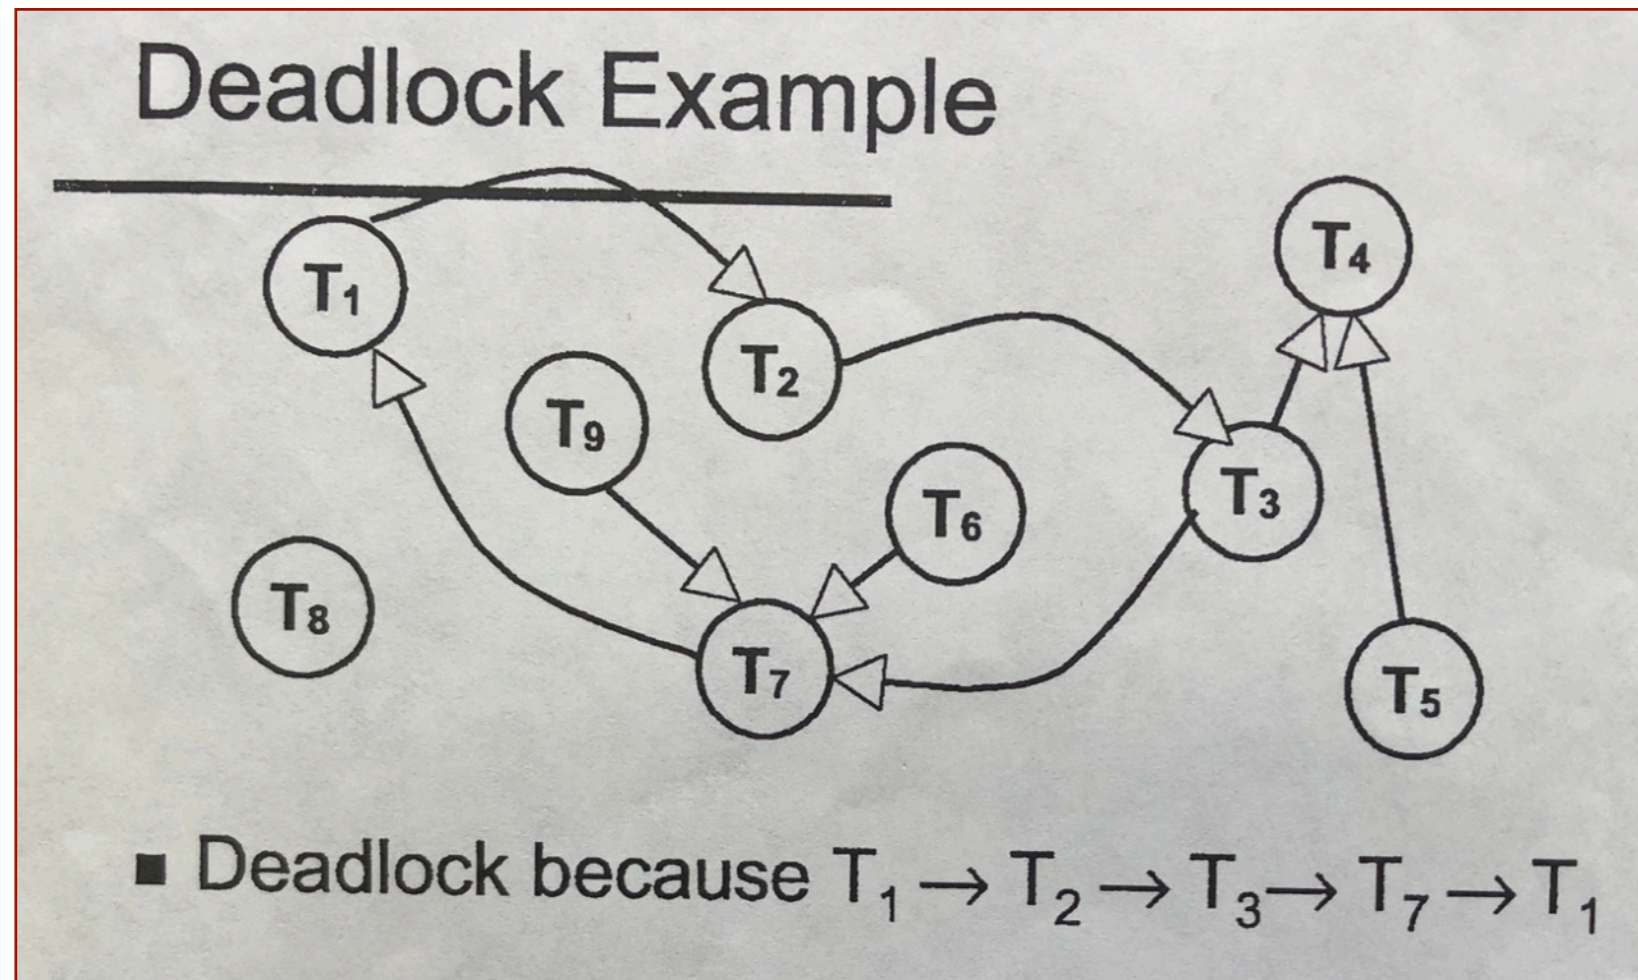 Deadlock Example
T₁
T₄
T₂
T₉
T₆
T₃
T₈
T₇
T₅
■ Deadlock because T₁ → T₂ → T₃ → T₇ → T₁